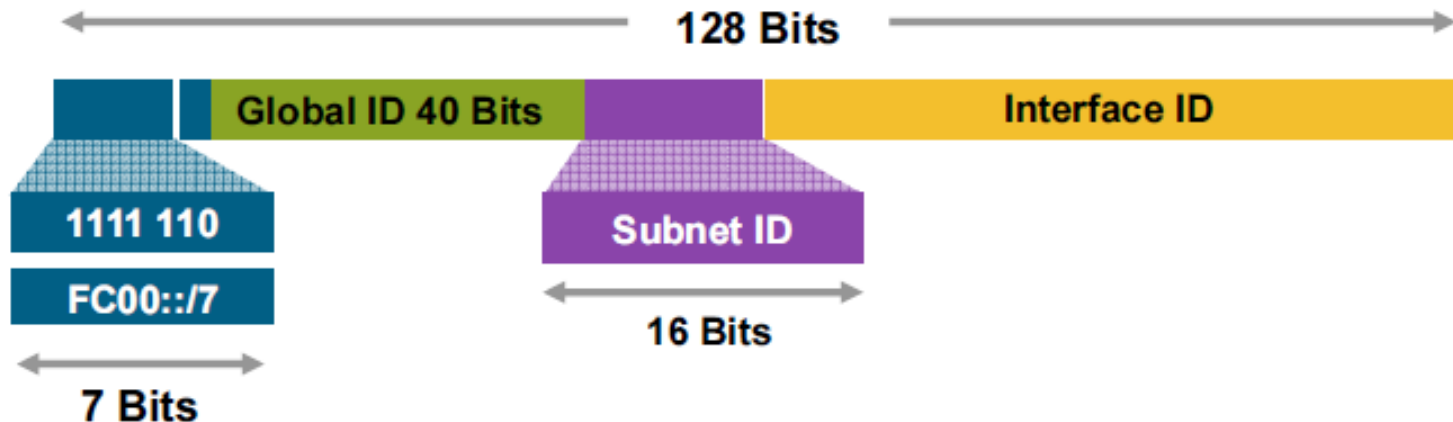 128 Bits
Global ID 40 Bits
Interface ID
1111 110
Subnet ID
FC00::/7
16 Bits
7 Bits